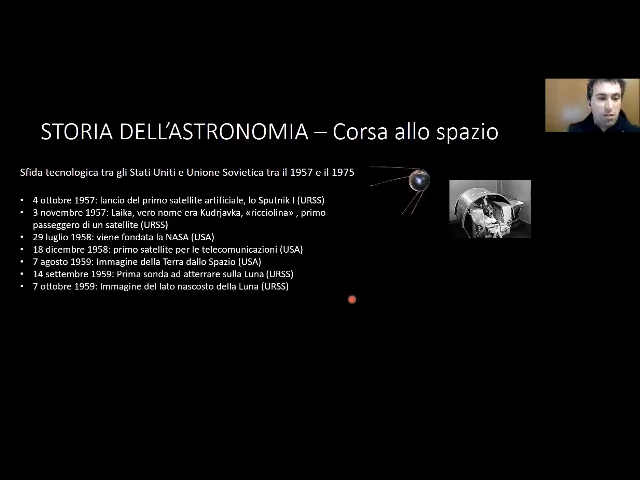 STORIA DELL'ASTRONOMIA – Corsa allo spazio
Sfida tecnologica tra gli Stati Uniti e Unione Sovietica tra il 1957 e il 1975
• 4 ottobre 1957: lancio del primo satellite artificiale, lo Sputnik I (URSS)
• 3 novembre 1957: Laika, vero nome era Kudrjavka, «ricciolina» , primo
passeggero di un satellite (URSS)
• 29 luglio 1958: viene fondata la NASA (USA)
• 18 dicembre 1958: primo satellite per le telecomunicazioni (USA)
• 7 agosto 1959: Immagine della Terra dallo Spazio (USA)
• 14 settembre 1959: Prima sonda ad atterrare sulla Luna (URSS)
• 7 ottobre 1959: Immagine del lato nascosto della Luna (URSS)